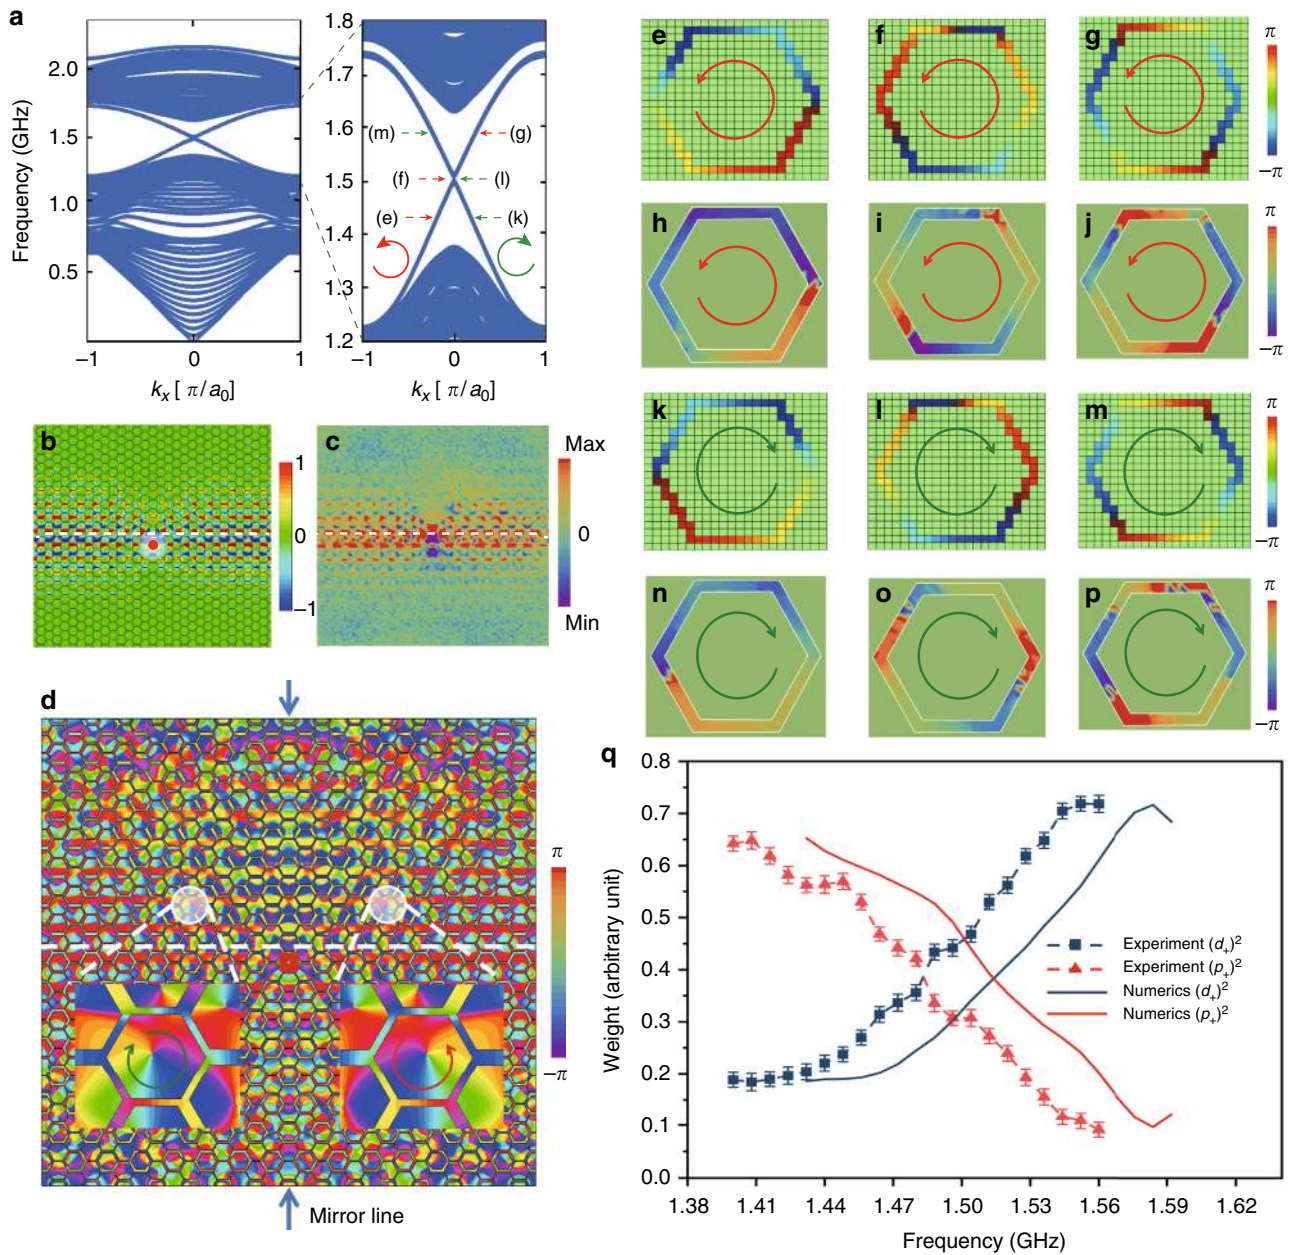 a
Frequency (GHz)
2.0
1.5
1.0
0.5
−1
0
1
kₓ [ π/a₀]
1.8
1.7
1.6
1.5
1.4
1.3
1.2
(m)
(g)
(f)
(l)
(e)
(k)
−1
0
1
kₓ [ π/a₀]
b
1
0
−1
c
Max
0
Min
d
π
−π
Mirror line
e
f
g
π
−π
h
i
j
π
−π
k
l
m
π
−π
n
o
p
π
−π
q
Weight (arbitrary unit)
0.8
0.7
0.6
0.5
0.4
0.3
0.2
0.1
0.0
Experiment (d₊)²
Experiment (p₊)²
Numerics (d₊)²
Numerics (p₊)²
1.38 1.41 1.44 1.47 1.50 1.53 1.56 1.59 1.62
Frequency (GHz)